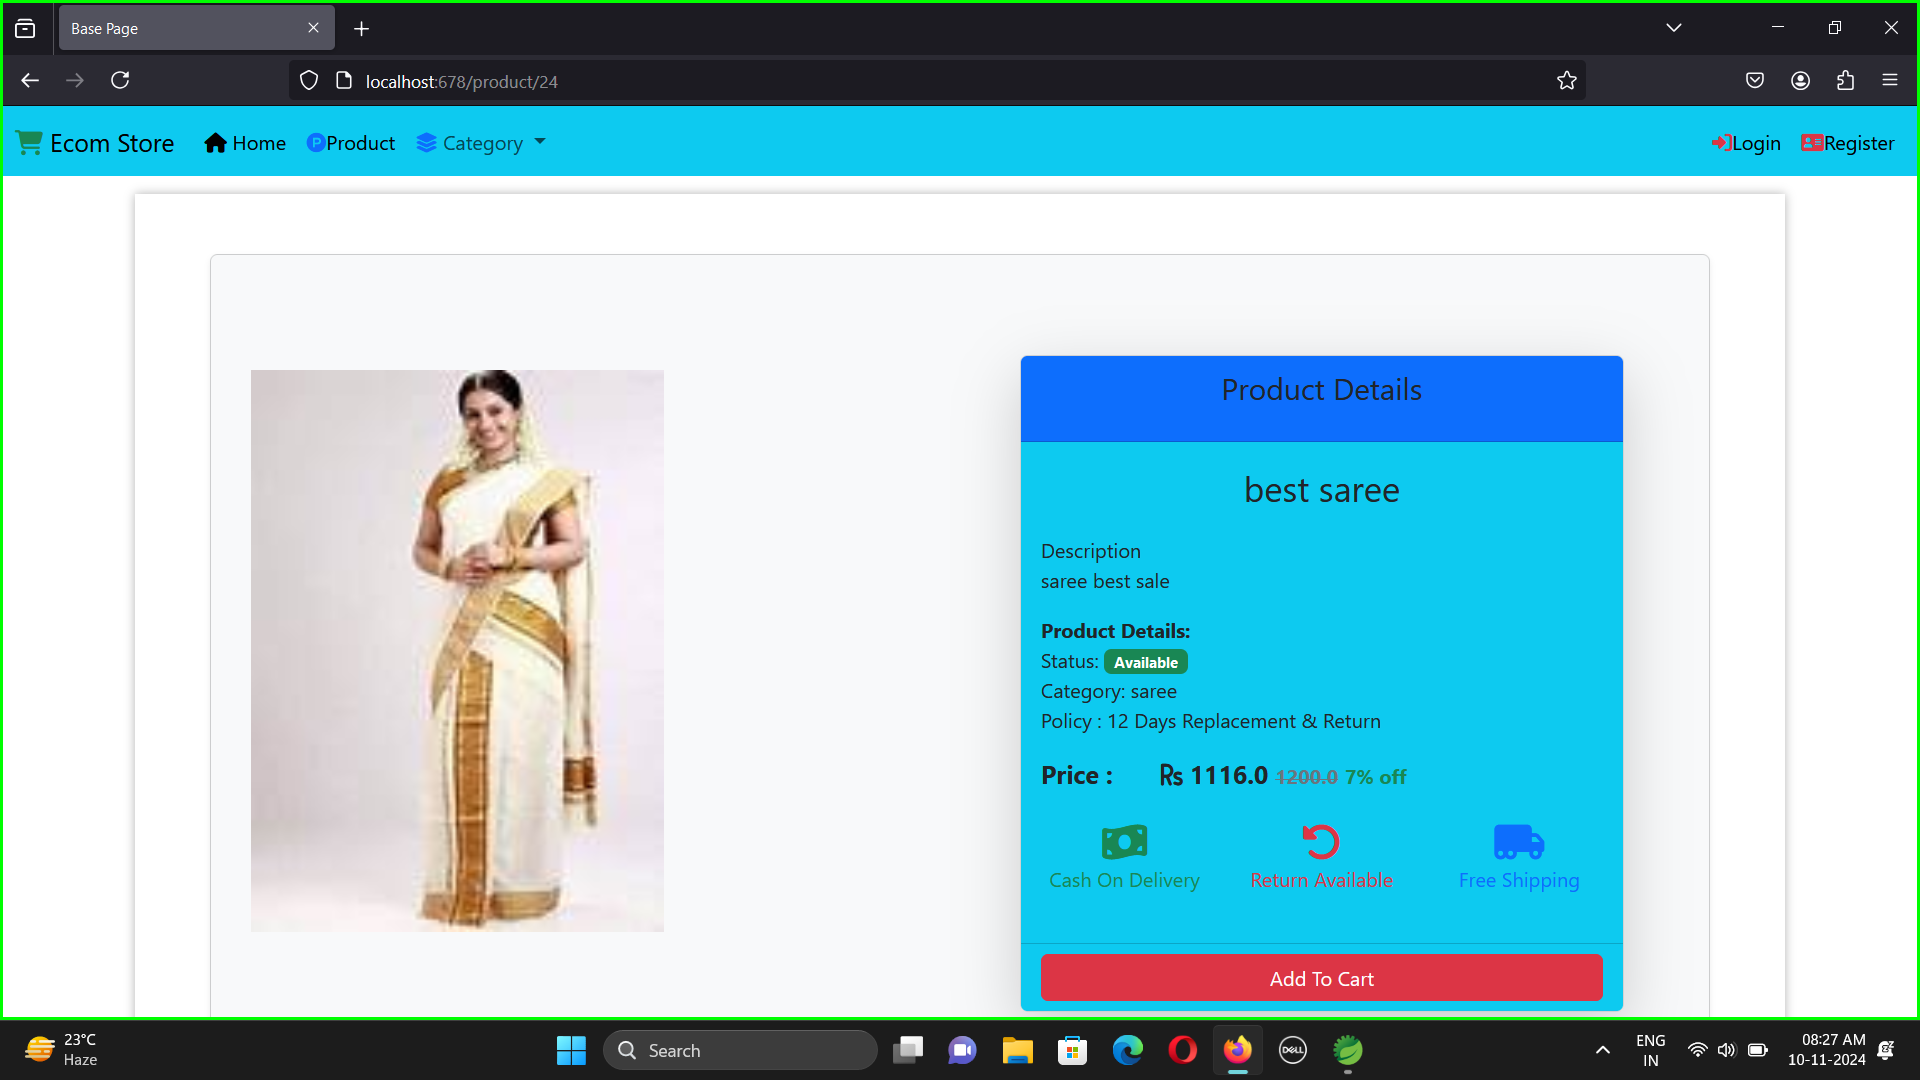 Base Page
localhost:678/product/24
Ecom Store Home Product Category Login Register
Product Details
best saree
Description
saree best sale
Product Details:
Status: Available
Category: saree
Policy : 12 Days Replacement & Return
Price : ₨ 1116.0 1200.0 7% off
Cash On Delivery Return Available Free Shipping
Add To Cart
23°C
Haze
Search
DELL
ENG
IN
08:27 AM
10-11-2024